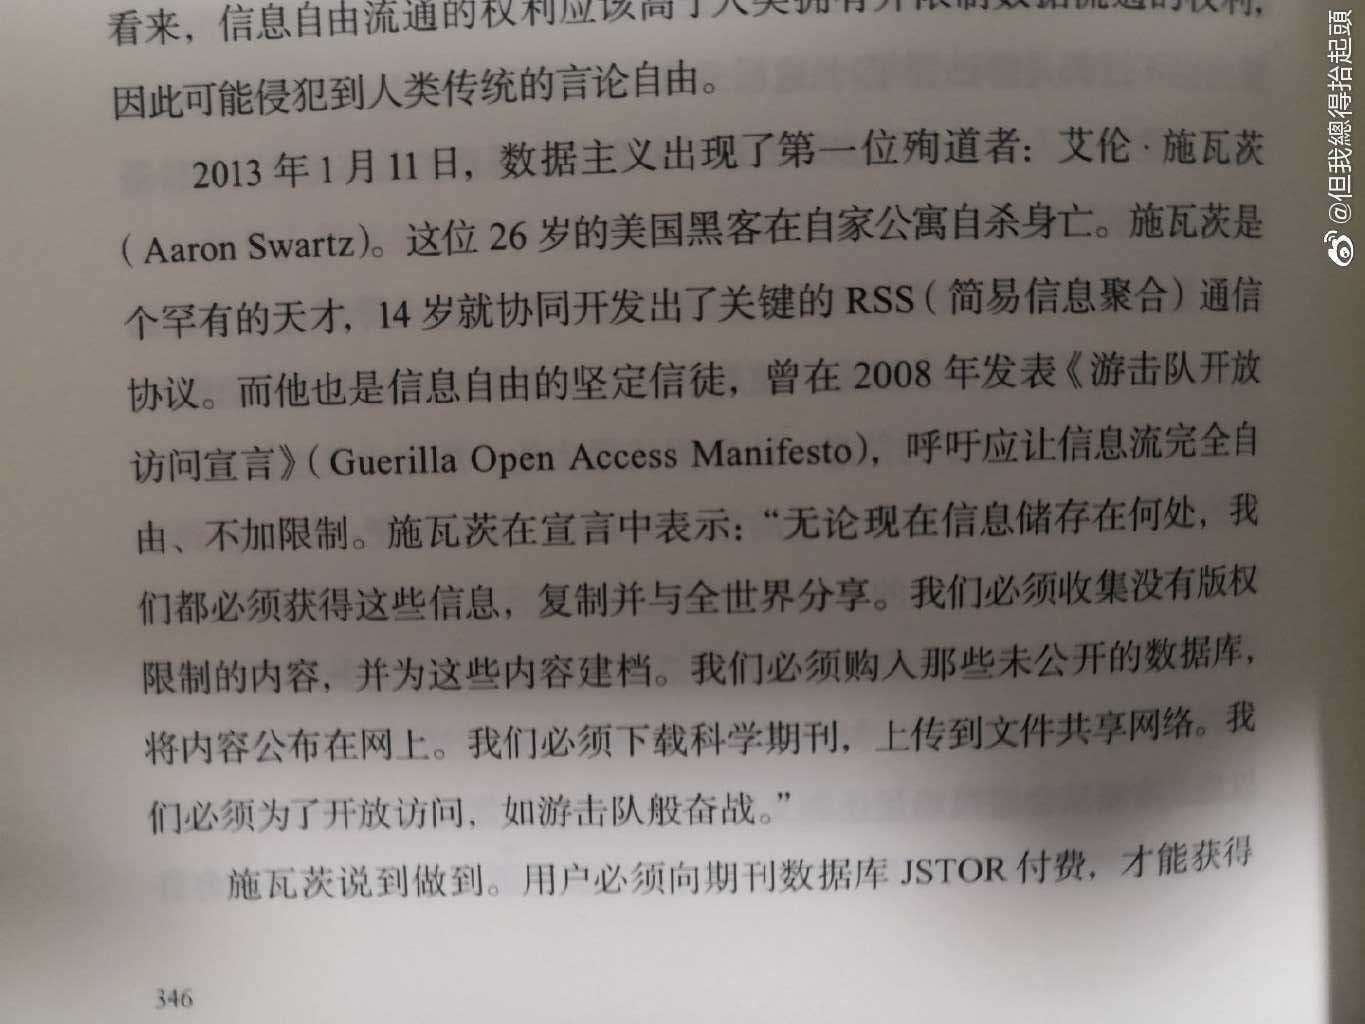 看来，信息自由流通的权利应该高于人类拥有并限制数据流通的权利，
因此可能侵犯到人类传统的言论自由。
2013 年 1 月 11 日，数据主义出现了第一位殉道者：艾伦·施瓦茨
（Aaron Swartz）。这位 26 岁的美国黑客在自家公寓自杀身亡。施瓦茨是
个罕有的天才，14 岁就协同开发出了关键的 RSS（简易信息聚合）通信
协议。而他也是信息自由的坚定信徒，曾在 2008 年发表《游击队开放
访问宣言》（Guerilla Open Access Manifesto），呼吁应让信息流完全自
由、不加限制。施瓦茨在宣言中表示：“无论现在信息储存在何处，我
们都必须获得这些信息，复制并与全世界分享。我们必须收集没有版权
限制的内容，并为这些内容建档。我们必须购入那些未公开的数据库，
将内容公布在网上。我们必须下载科学期刊，上传到文件共享网络。我
们必须为了开放访问，如游击队般奋战。”
施瓦茨说到做到。用户必须向期刊数据库 JSTOR 付费，才能获得
346
@但我總得抬起頭